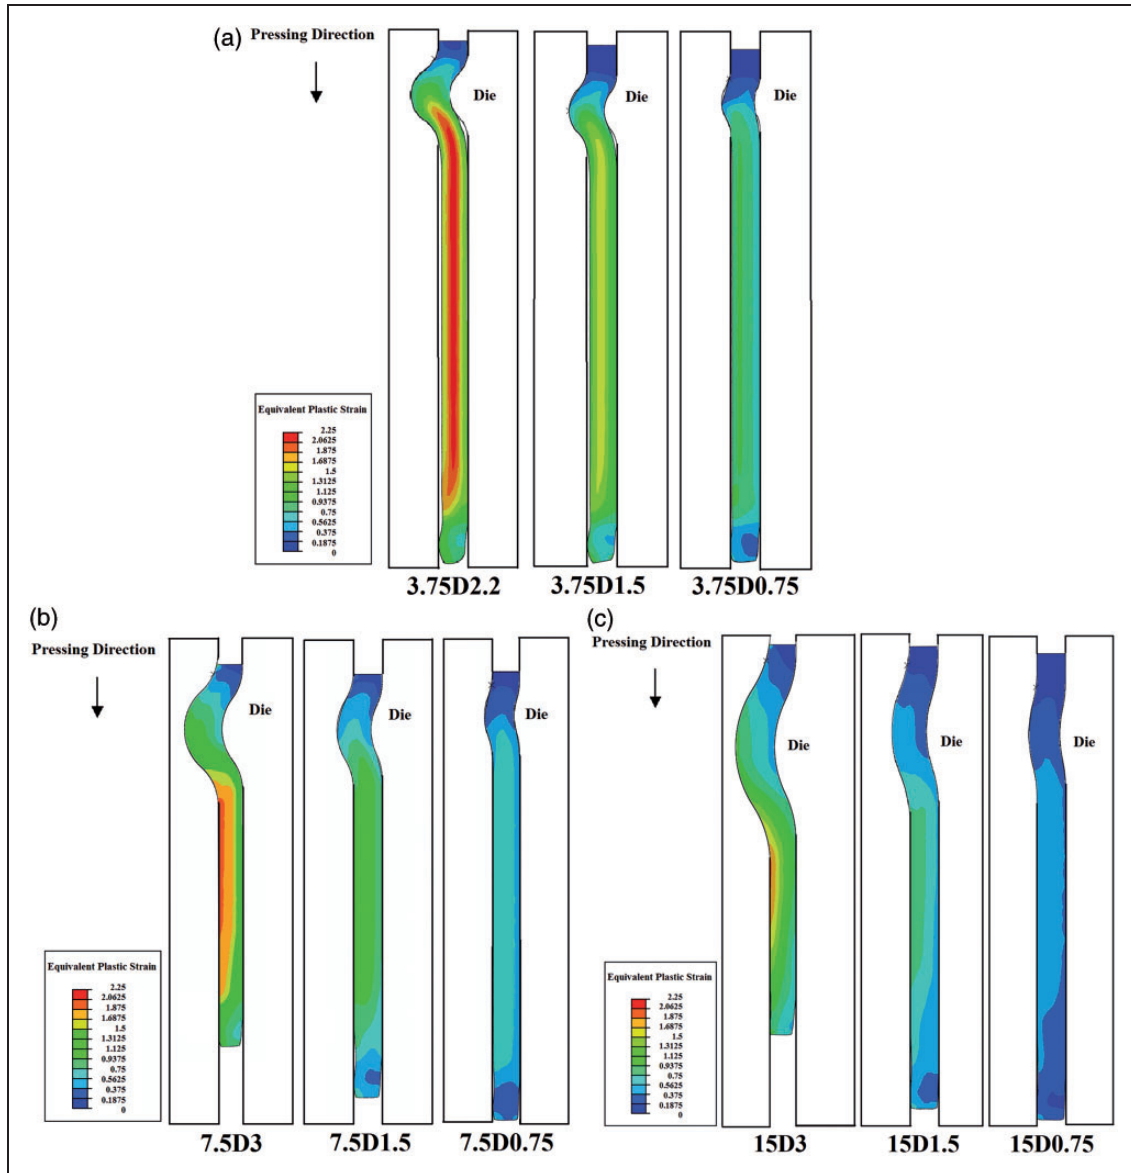 (a) Pressing Direction
Die
Die
Die
Equivalent Plastic Strain
2.25
2.0625
1.875
1.6875
1.5
1.3125
1.125
0.9375
0.75
0.5625
0.375
0.1875
0
3.75D2.2
3.75D1.5
3.75D0.75
(b)
Pressing Direction
Die
Die
Die
Equivalent Plastic Strain
2.25
2.0625
1.875
1.6875
1.5
1.3125
1.125
0.9375
0.75
0.5625
0.375
0.1875
0
7.5D3
7.5D1.5
7.5D0.75
(c)
Pressing Direction
Die
Die
Die
Equivalent Plastic Strain
2.25
2.0625
1.875
1.6875
1.5
1.3125
1.125
0.9375
0.75
0.5625
0.375
0.1875
0
15D3
15D1.5
15D0.75